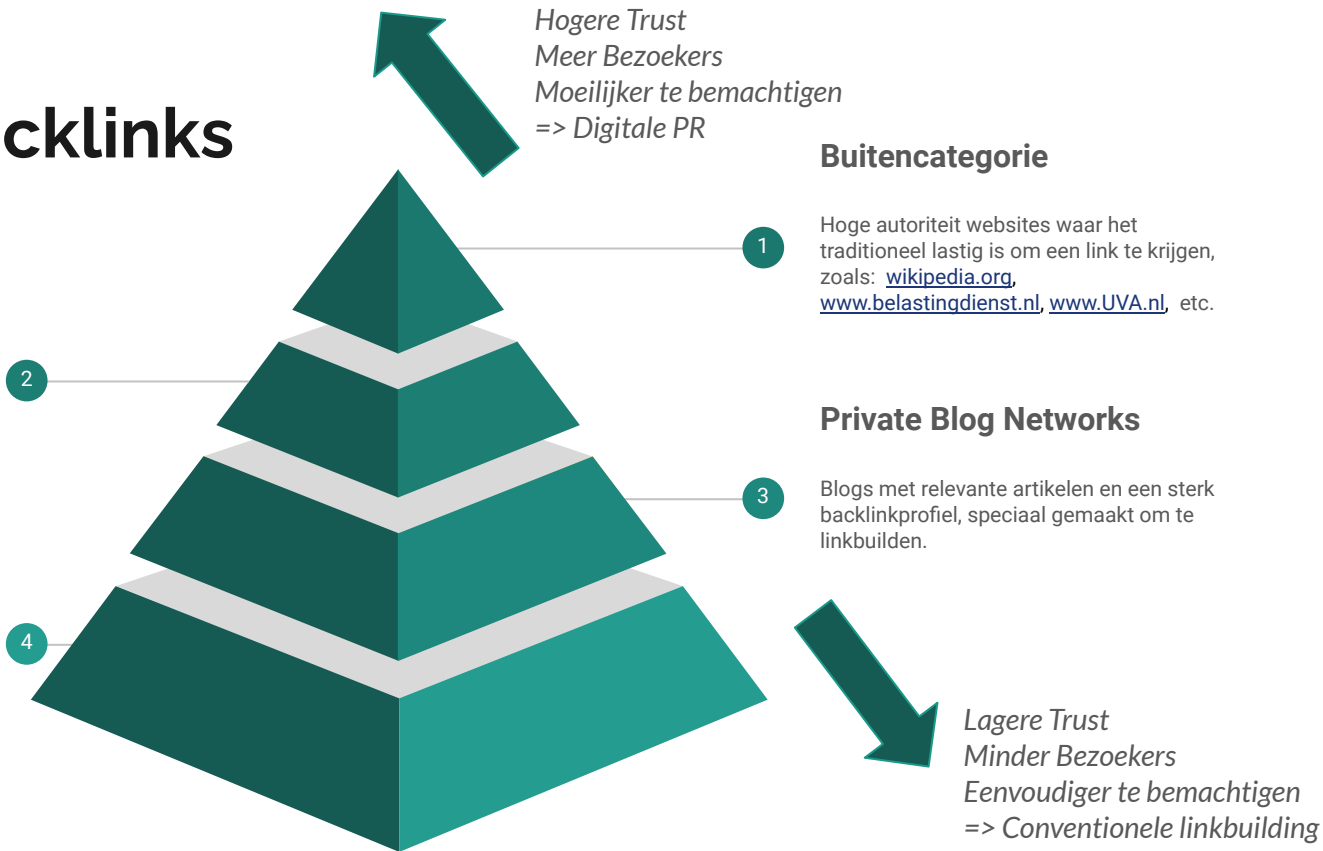 Hogere Trust
Meer Bezoekers
Moeilijker te bemachtigen
=> Digitale PR
cklinks
Buitencategorie
1
Hoge autoriteit websites waar het
traditioneel lastig is om een link te krijgen,
zoals: wikipedia.org,
www.belastingdienst.nl, www.UVA.nl, etc.
2
Private Blog Networks
3
Blogs met relevante artikelen en een sterk
backlinkprofiel, speciaal gemaakt om te
linkbuilden.
4
Lagere Trust
Minder Bezoekers
Eenvoudiger te bemachtigen
=> Conventionele linkbuilding